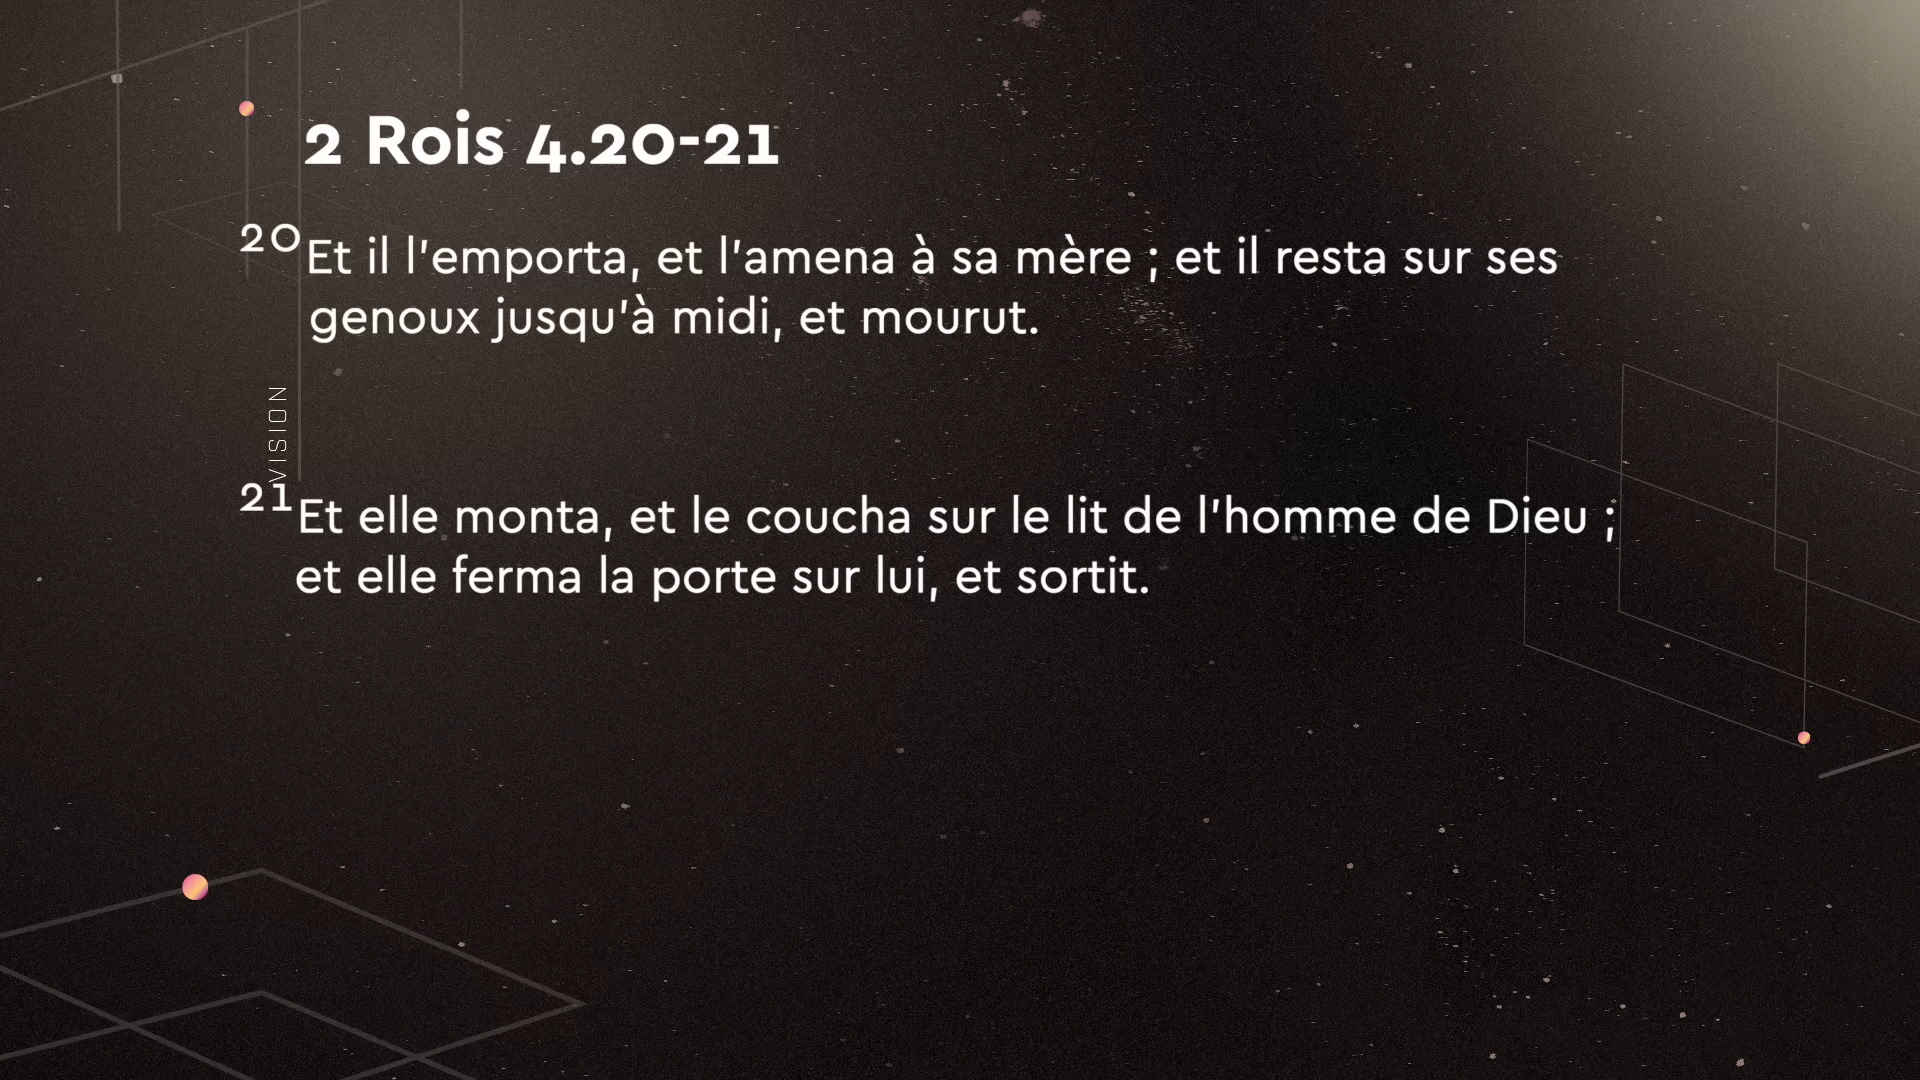 2 Rois 4.20-21
20 Et il l'emporta, et l'amena à sa mère ; et il resta sur ses
genoux jusqu'à midi, et mourut.
VISION
21 Et elle monta, et le coucha sur le lit de l'homme de Dieu ;
et elle ferma la porte sur lui, et sortit.